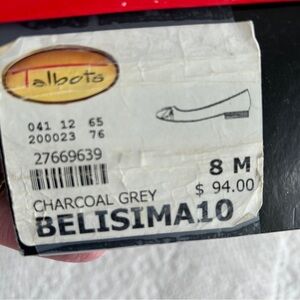 Talbots
041 12 65
200023 76
27669639
8 M
$ 94.00
CHARCOAL GREY
BELISIMA10